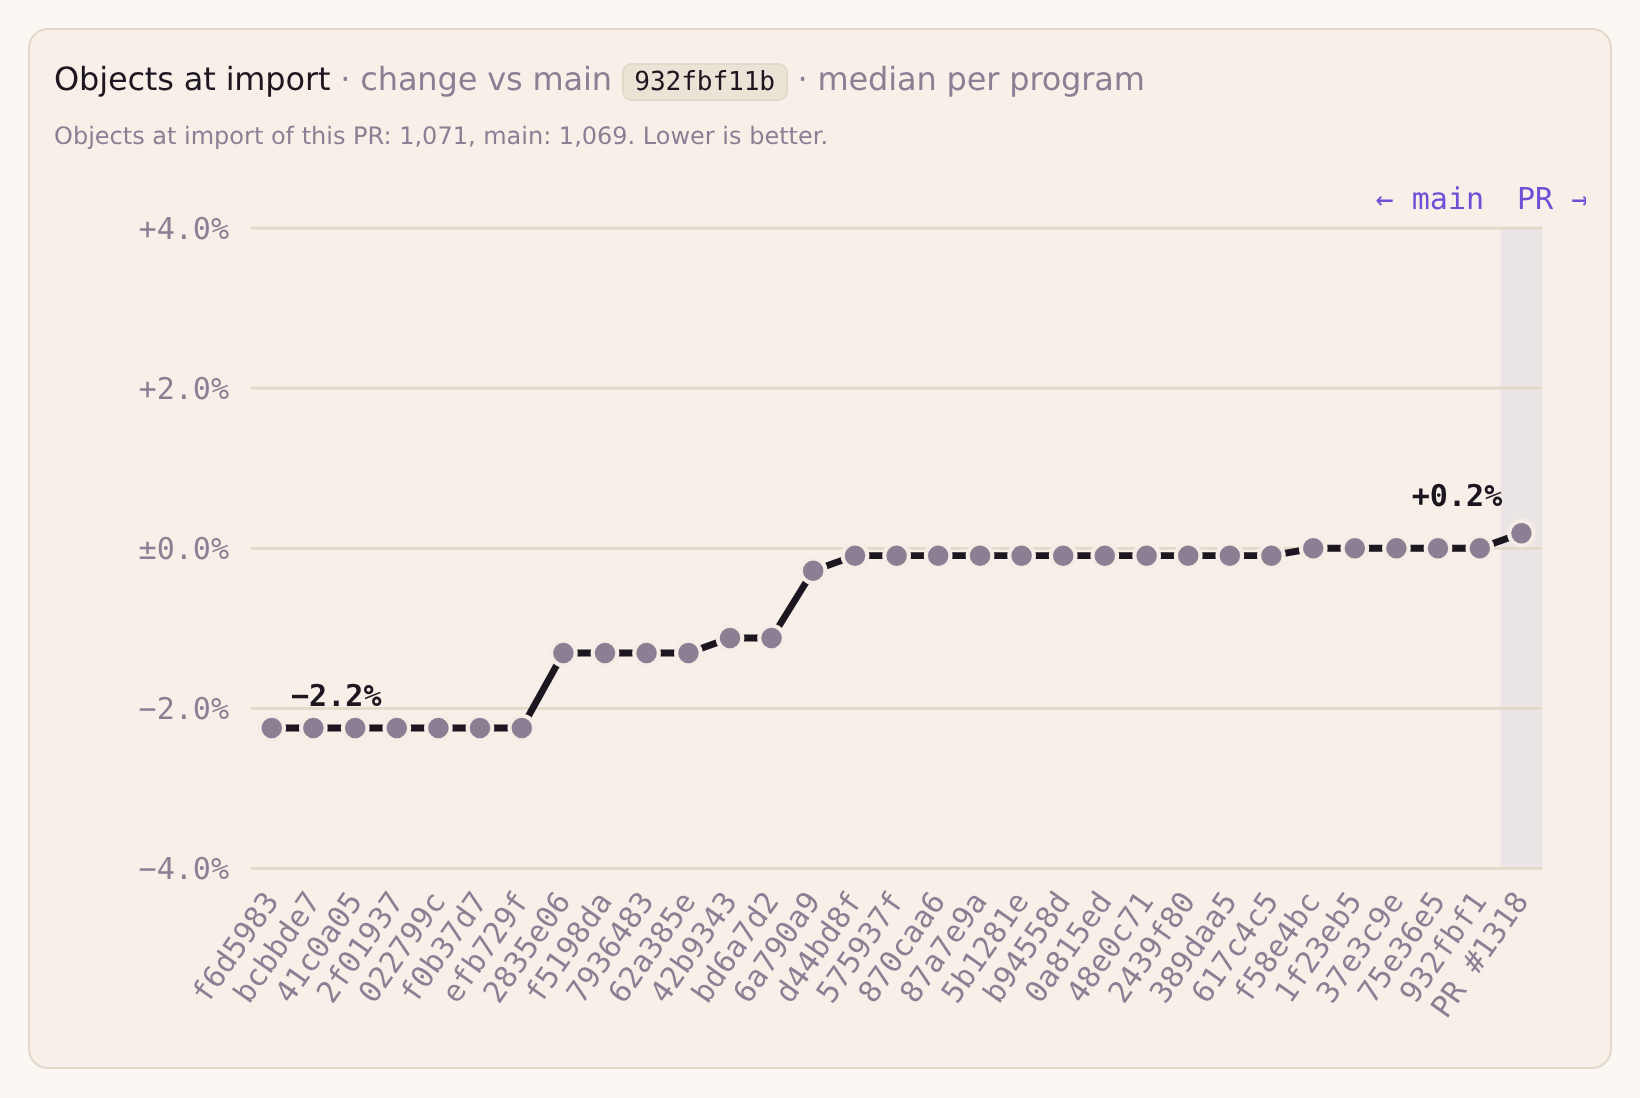 Objects at import · change vs main 932fbf11b · median per program
Objects at import of this PR: 1,071, main: 1,069. Lower is better.
← main PR →
+4.0%
+2.0%
±0.0%
−2.0%
−4.0%
−2.2%
+0.2%
f6d5983
bcbbde7
41c0a05
2f01937
022799c
f0b37d7
efb729f
2835e06
f5198da
7936483
62a385e
42b9343
bd6a7d2
6a790a9
d44bd8f
575937f
870caa6
87a7e9a
5b1281e
b94558d
0a815ed
48e0c71
2439f80
389daa5
617c4c5
f58e4bc
1f23eb5
37e3c9e
75e36e5
932fbf1
PR #1318